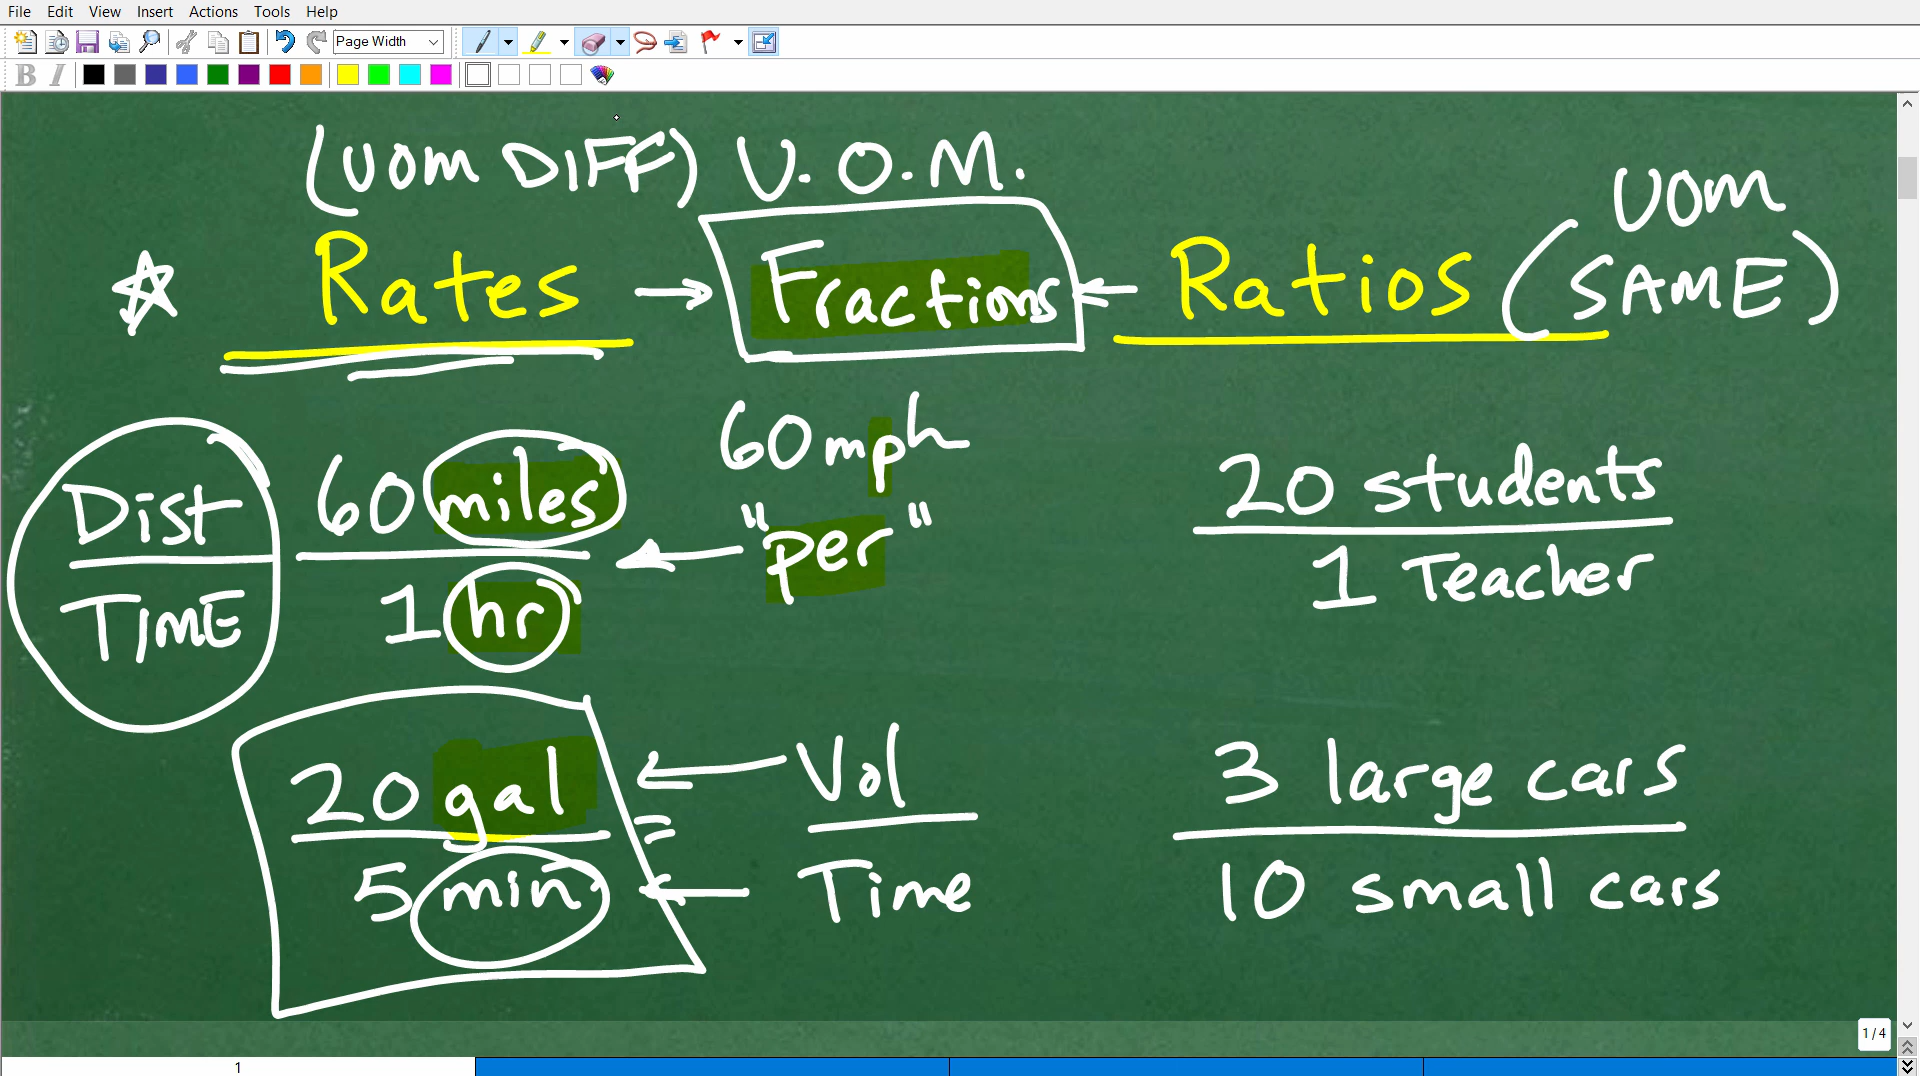 File Edit View Insert Actions Tools Help
Page Width
B I
(UOM DIFF) U.O.M.
UOM
Rates → Fractions ← Ratios (SAME)
60 mph
Dist 60 miles
TIME 1 hr
← "per"
20 students
1 Teacher
20 gal ← Vol
5 min ← Time
3 large cars
10 small cars
1 / 4
1